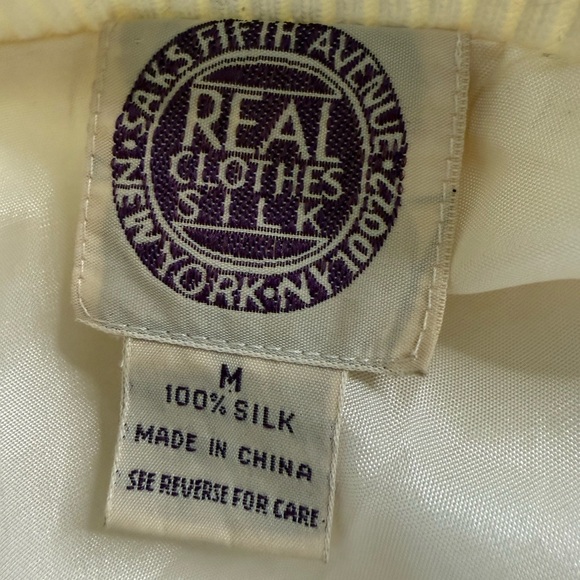 SAKS FIFTH AVENUE · NEW YORK · NY 10022 ·
REAL
CLOTHES
SILK
M
100% SILK
MADE IN CHINA
SEE REVERSE FOR CARE